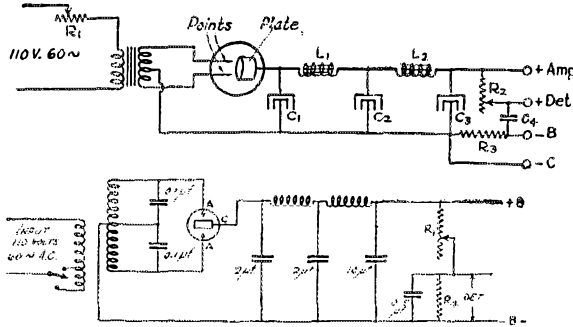 Points
Plate
R1
110 V. 60~
L1
L2
+ Amp
R2
+ Det
C1
C2
C3
C4
- B
R3
- C
0.1 µf
A
C
+B
INPUT
110 VOLTS
60~ A.C.
0.1 µf
A
2 µf
2 µf
10 µf
R1
DET
B-